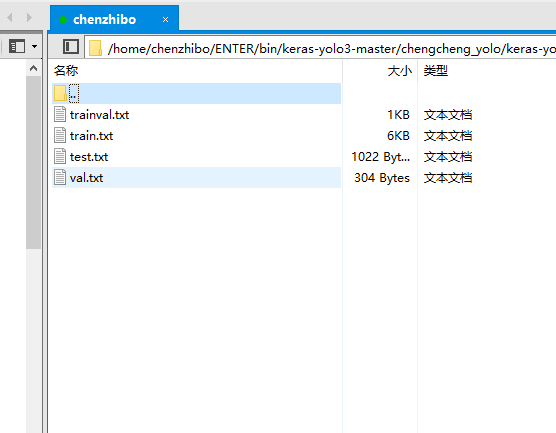 chenzhibo
/home/chenzhibo/ENTER/bin/keras-yolo3-master/chengcheng_yolo/keras-yo
名称 大小 类型
..
trainval.txt 1KB 文本文档
train.txt 6KB 文本文档
test.txt 1022 Byt... 文本文档
val.txt 304 Bytes 文本文档